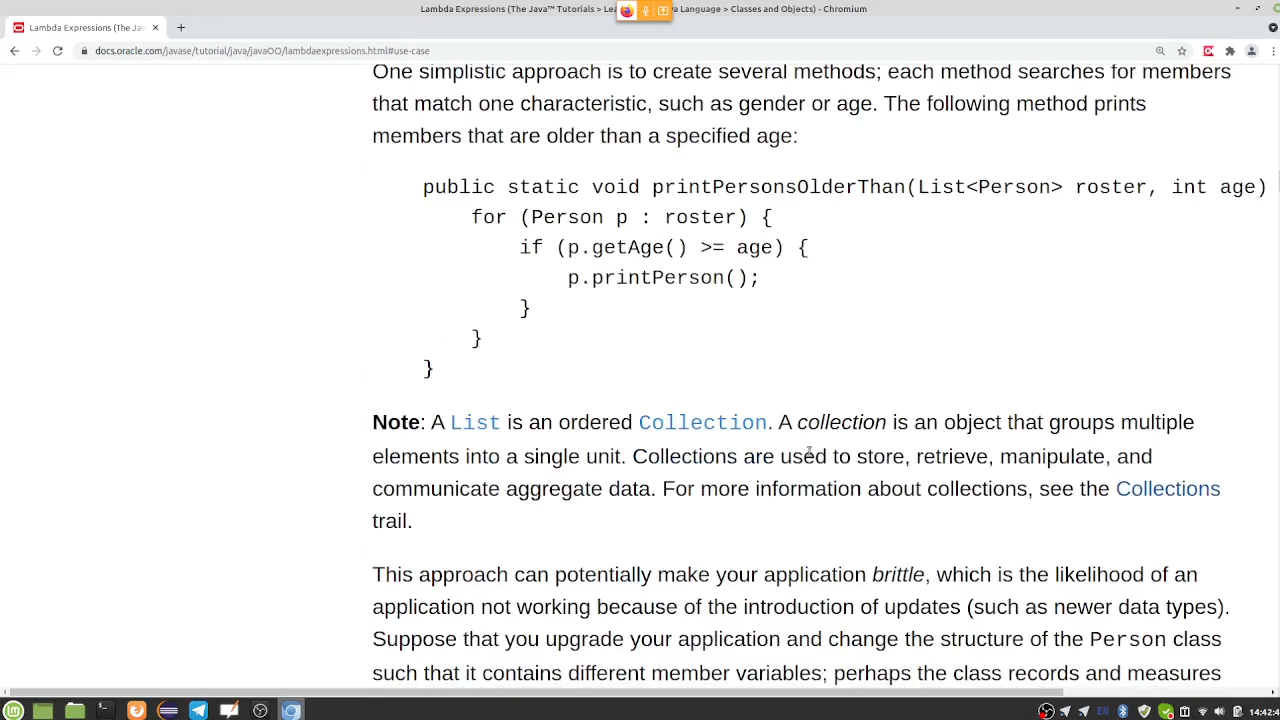 Lambda Expressions (The Java™ Tutorials > Lea va Language > Classes and Objects) - Chromium
Lambda Expressions (The Jav
docs.oracle.com/javase/tutorial/java/javaOO/lambdaexpressions.html#use-case
One simplistic approach is to create several methods; each method searches for members
that match one characteristic, such as gender or age. The following method prints
members that are older than a specified age:
public static void printPersonsOlderThan(List<Person> roster, int age)
for (Person p : roster) {
if (p.getAge() >= age) {
p.printPerson();
}
}
}
Note: A List is an ordered Collection. A collection is an object that groups multiple
elements into a single unit. Collections are used to store, retrieve, manipulate, and
communicate aggregate data. For more information about collections, see the Collections
trail.
This approach can potentially make your application brittle, which is the likelihood of an
application not working because of the introduction of updates (such as newer data types).
Suppose that you upgrade your application and change the structure of the Person class
such that it contains different member variables; perhaps the class records and measures
EN
14:42:4